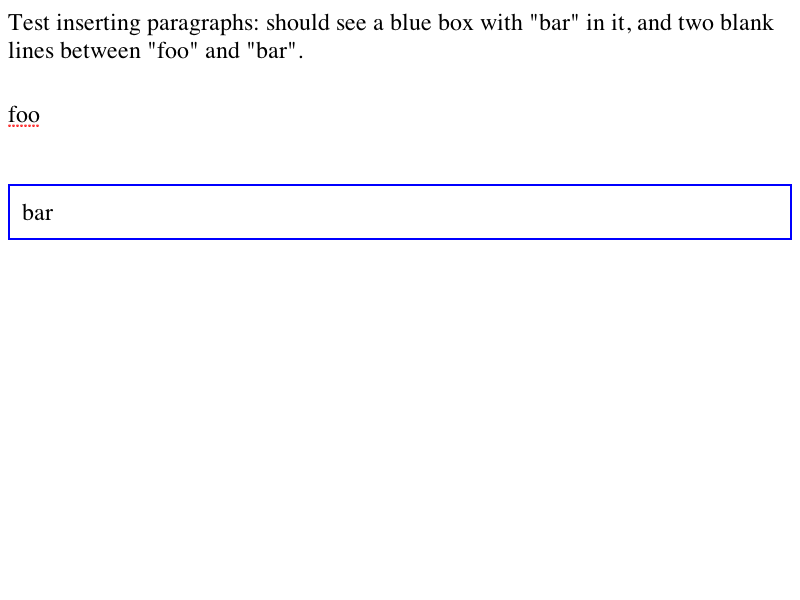 Test inserting paragraphs: should see a blue box with "bar" in it, and two blank
lines between "foo" and "bar".
foo
bar